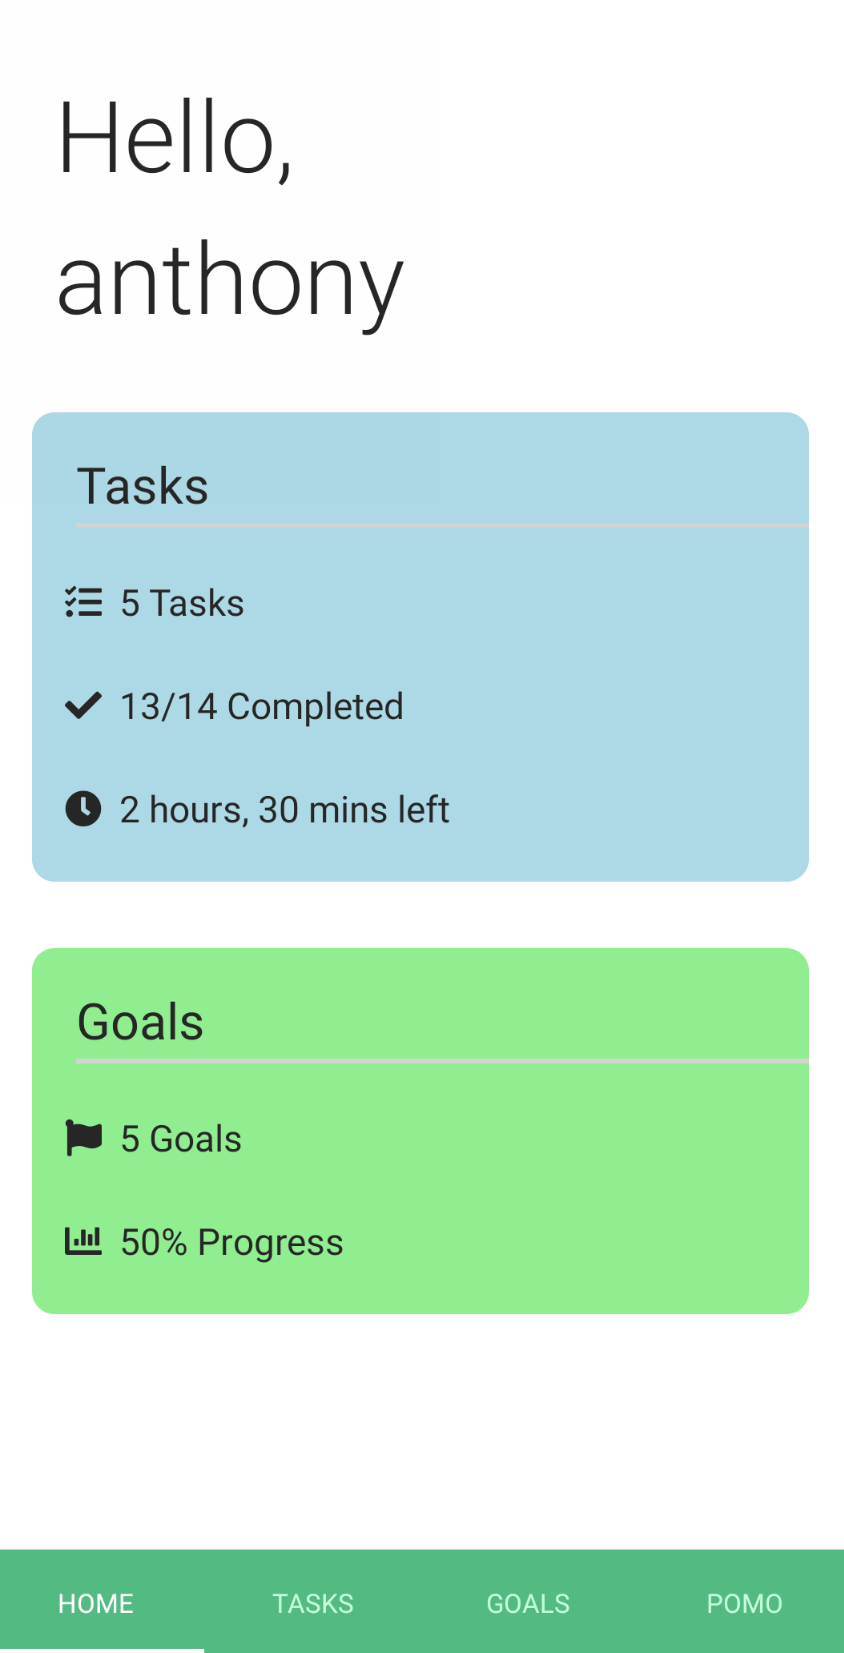 Hello,
anthony
Tasks
5 Tasks
13/14 Completed
2 hours, 30 mins left
Goals
5 Goals
50% Progress
HOME TASKS GOALS POMO